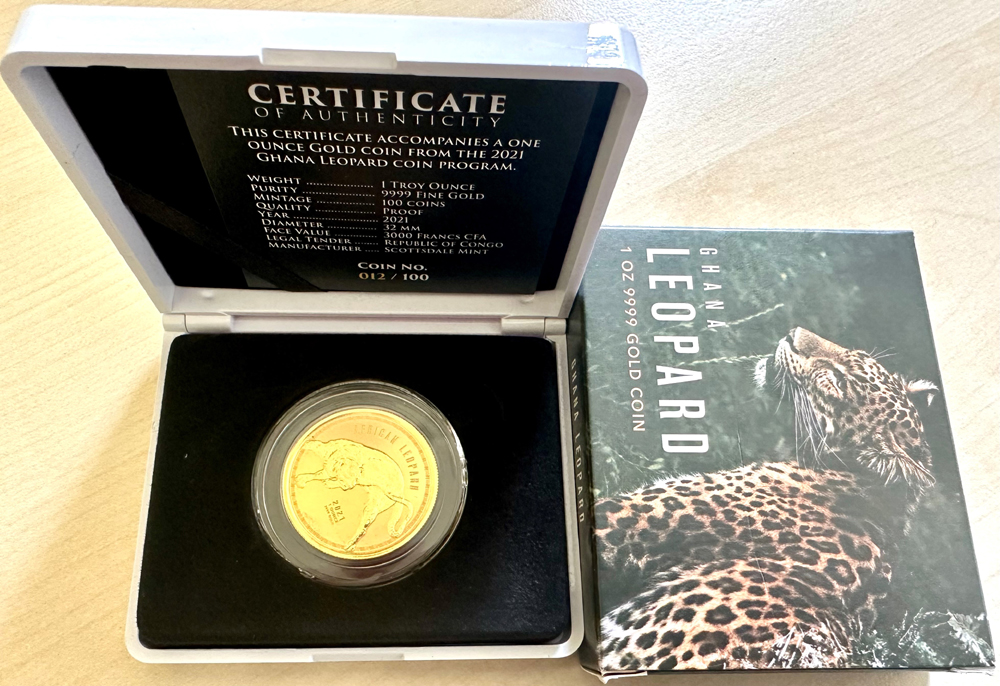 CERTIFICATE
OF AUTHENTICITY
THIS CERTIFICATE ACCOMPANIES A ONE
OUNCE GOLD COIN FROM THE 2021
GHANA LEOPARD COIN PROGRAM.
WEIGHT .................... 1 TROY OUNCE
PURITY ...................... 9999 FINE GOLD
MINTAGE .................. 100 COINS
QUALITY .................. PROOF
YEAR ......................... 2021
DIAMETER ................ 32 MM
FACE VALUE ............. 3000 FRANCS CFA
LEGAL TENDER ....... REPUBLIC OF CONGO
MANUFACTURER ..... SCOTTSDALE MINT
COIN NO.
012 / 100
AFRICAN LEOPARD
2021
GHANA LEOPARD
GHANA
LEOPARD
1 OZ 9999 GOLD COIN